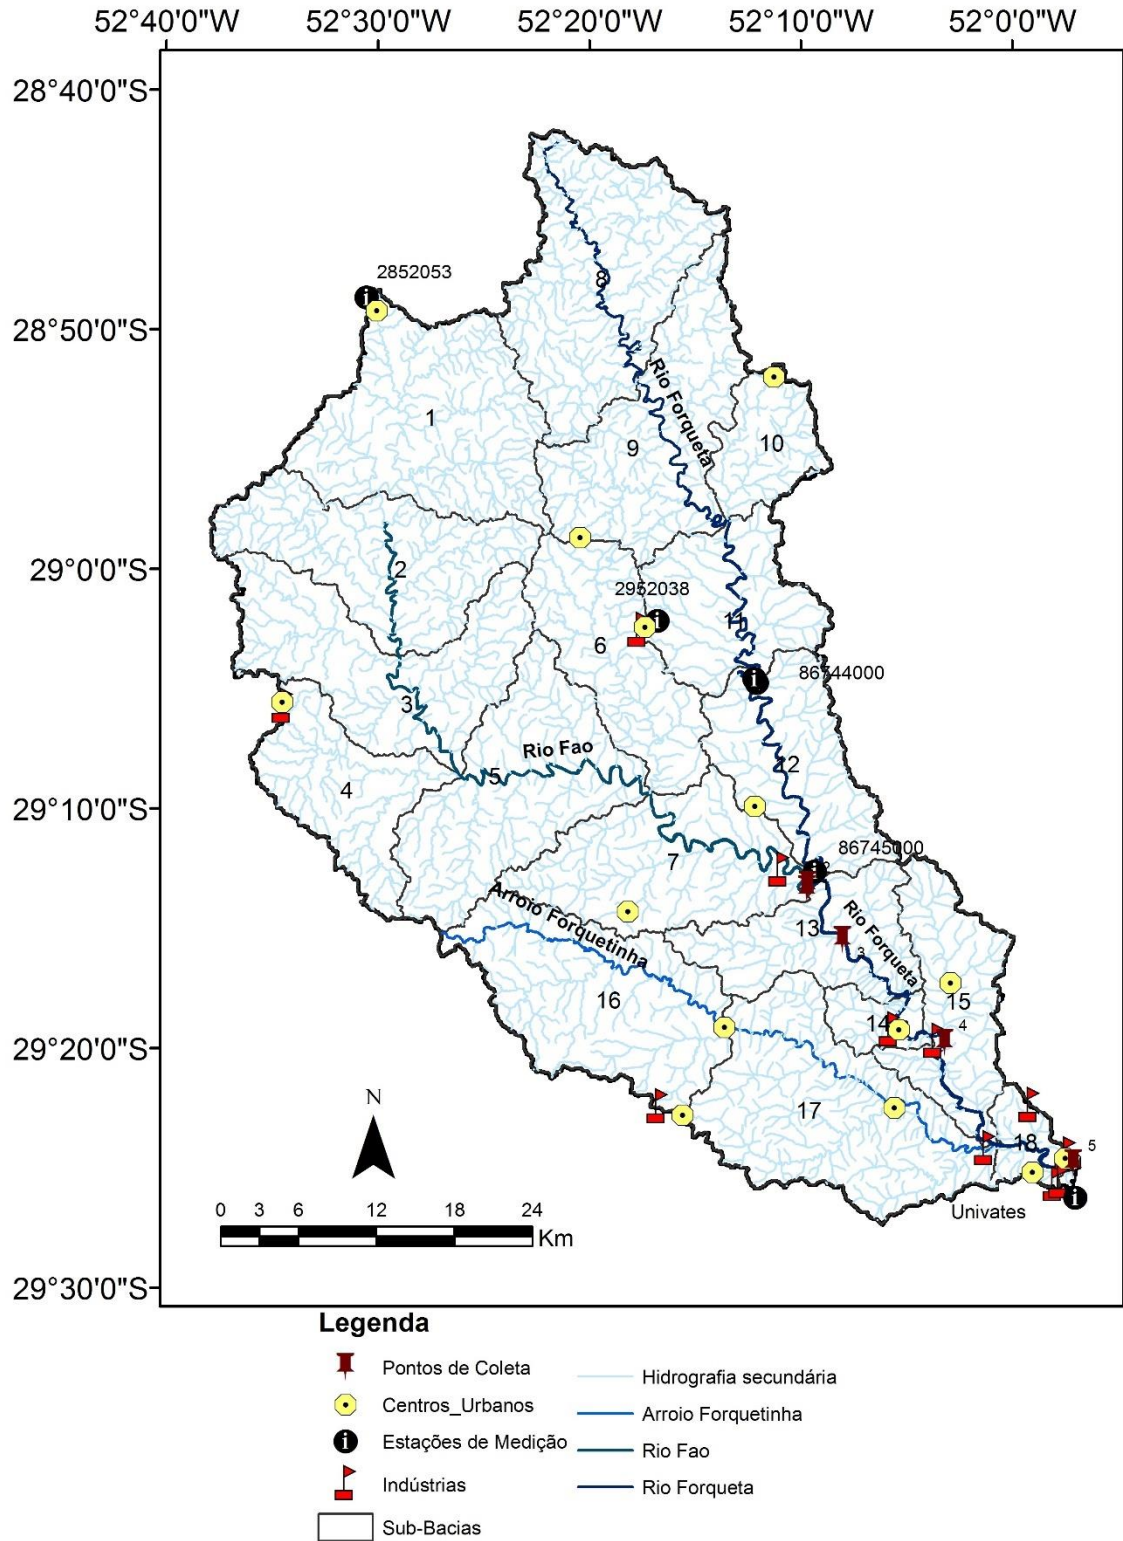 52°40'0"W 52°30'0"W 52°20'0"W 52°10'0"W 52°0'0"W
28°40'0"S
8
2852053
28°50'0"S
Rio Forqueta
1
9
10
29°0'0"S
2
2952038
11
6
86744000
3
Rio Fao
12
5
4
29°10'0"S
86745000
7
Arroio Forquetinha
Rio Forqueta
13
3
16
15
14
4
29°20'0"S
17
N
18
5
Univates
0 3 6 12 18 24
Km
29°30'0"S
Legenda
Pontos de Coleta
Hidrografia secundária
Centros_Urbanos
Arroio Forquetinha
Estações de Medição
Rio Fao
Indústrias
Rio Forqueta
Sub-Bacias